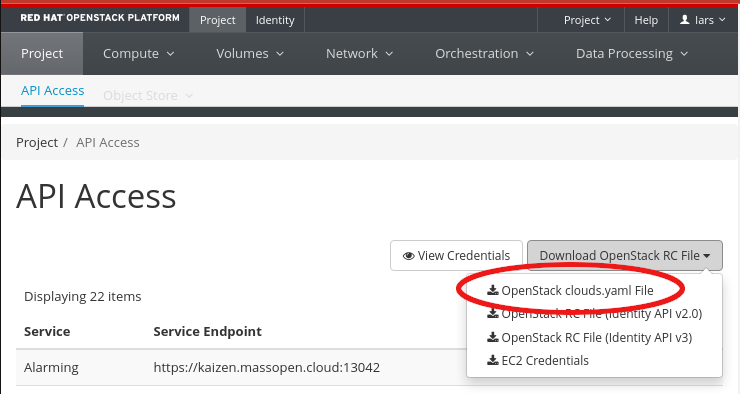 RED HAT OPENSTACK PLATFORM Project Identity Project Help lars
Project Compute Volumes Network Orchestration Data Processing
API Access Object Store
Project / API Access
API Access
View Credentials Download OpenStack RC File
OpenStack clouds.yaml File
Displaying 22 items
OpenStack RC File (Identity API v2.0)
Service Service Endpoint
OpenStack RC File (Identity API v3)
EC2 Credentials
Alarming https://kaizen.massopen.cloud:13042